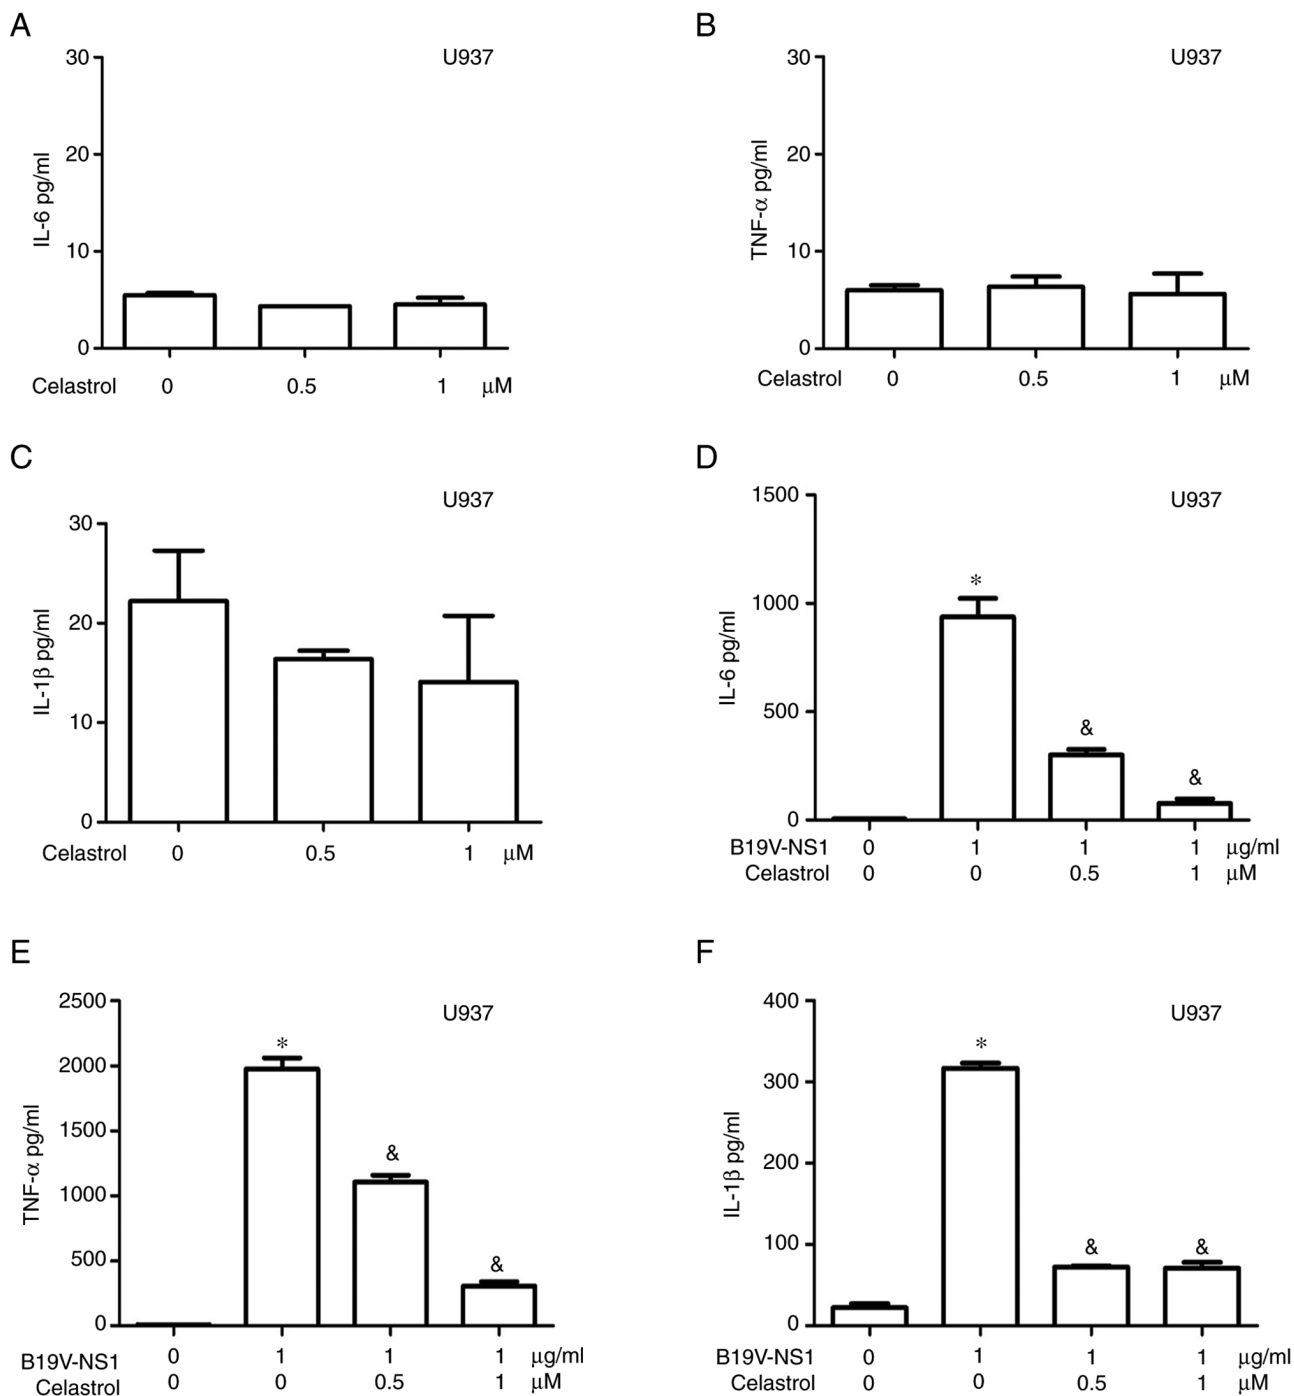 A
U937
30
20
10
0
IL-6 pg/ml
Celastrol 0 0.5 1 μM
B
U937
30
20
10
0
TNF-α pg/ml
Celastrol 0 0.5 1 μM
C
U937
30
20
10
0
IL-1β pg/ml
Celastrol 0 0.5 1 μM
D
U937
1500
1000
500
0
IL-6 pg/ml
*
&
&
B19V-NS1 0 1 1 1 μg/ml
Celastrol 0 0 0.5 1 μM
E
U937
2500
2000
1500
1000
500
0
TNF-α pg/ml
*
&
&
B19V-NS1 0 1 1 1 μg/ml
Celastrol 0 0 0.5 1 μM
F
U937
400
300
200
100
0
IL-1β pg/ml
*
&
&
B19V-NS1 0 1 1 1 μg/ml
Celastrol 0 0 0.5 1 μM